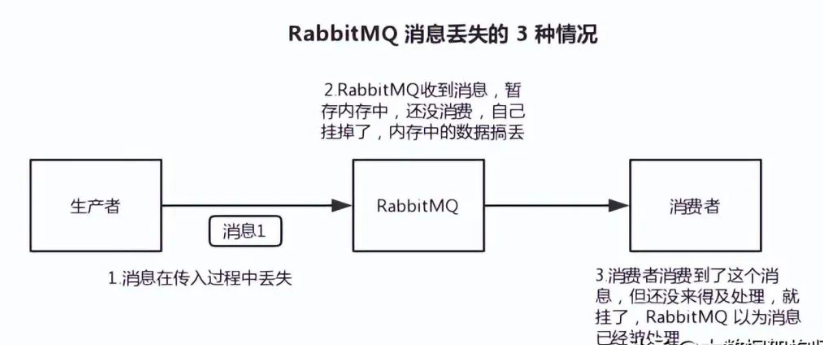 RabbitMQ 消息丢失的 3 种情况
2.RabbitMQ收到消息，暂
存内存中，还没消费，自己
挂掉了，内存中的数据搞丢
生产者
消息1
RabbitMQ
消费者
1.消息在传入过程中丢失
3.消费者消费到了这个消
息，但还没来得及处理，就
挂了，RabbitMQ 以为消息
已经被处理